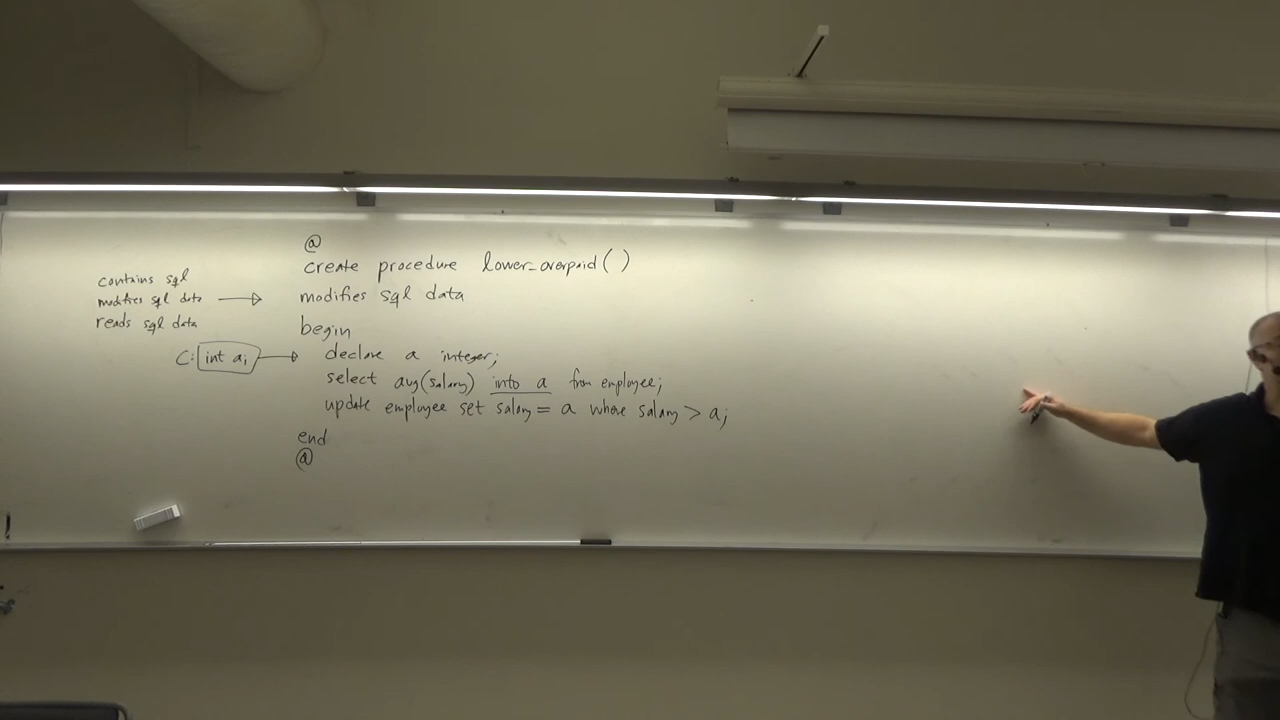 @
create procedure lower_overpaid()
contains sql
modifies sql data
reads sql data
modifies sql data
begin
C: int a;
declare a integer;
select avg(salary) into a from employee;
update employee set salary = a where salary > a;
end
@